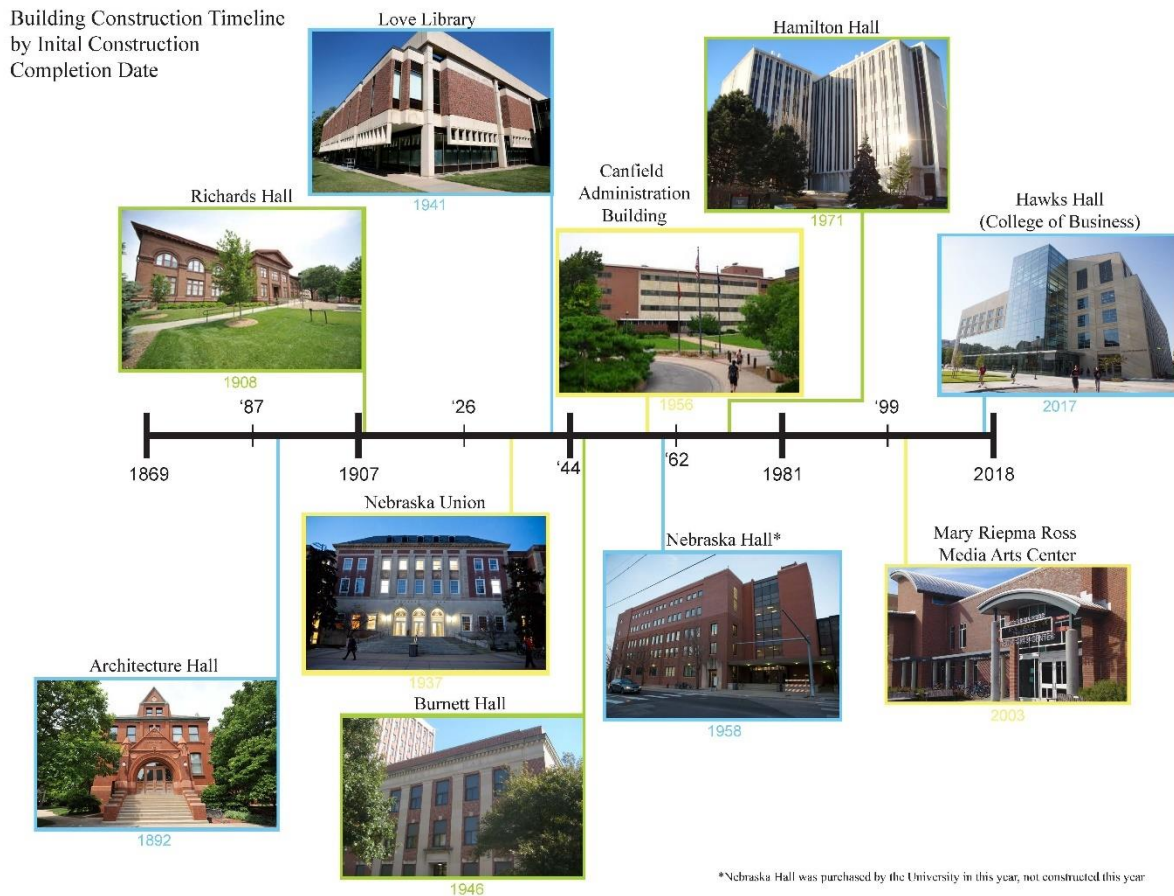 Building Construction Timeline
by Inital Construction
Completion Date
Love Library
1941
Hamilton Hall
1971
Richards Hall
1908
Canfield
Administration
Building
1956
Hawks Hall
(College of Business)
2017
'87
'26
'99
1869
1907
'44
'62
1981
2018
Nebraska Union
1937
Nebraska Hall*
1958
Mary Riepma Ross
Media Arts Center
2003
Architecture Hall
1892
Burnett Hall
1946
*Nebraska Hall was purchased by the University in this year, not constructed this year